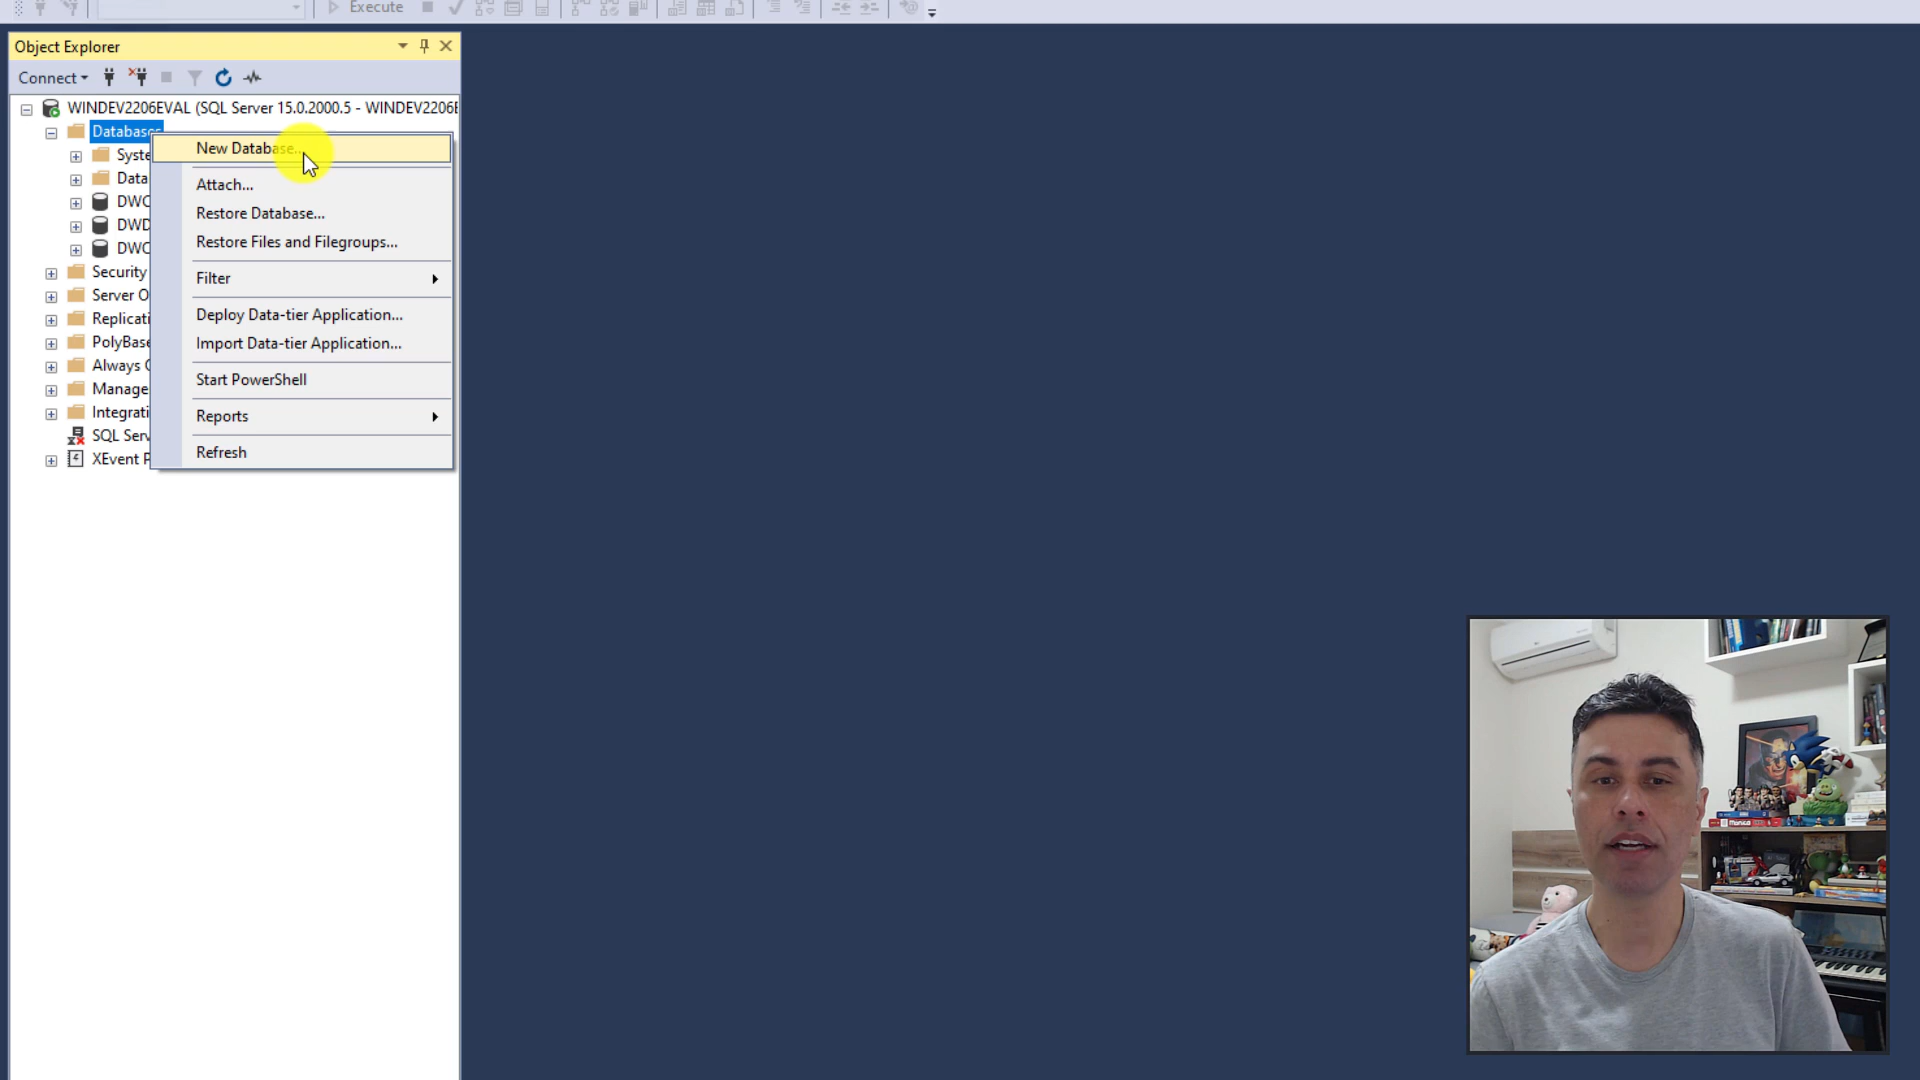 Execute
Object Explorer
Connect
WINDEV2206EVAL (SQL Server 15.0.2000.5 - WINDEV2206E
Databases
New Database...
Syste
Attach...
Data
DWC
Restore Database...
DWD
Restore Files and Filegroups...
DWC
Security
Filter
Server O
Deploy Data-tier Application...
Replicati
PolyBase
Import Data-tier Application...
Always O
Start PowerShell
Manage
Integrati
Reports
SQL Serv
Refresh
XEvent P